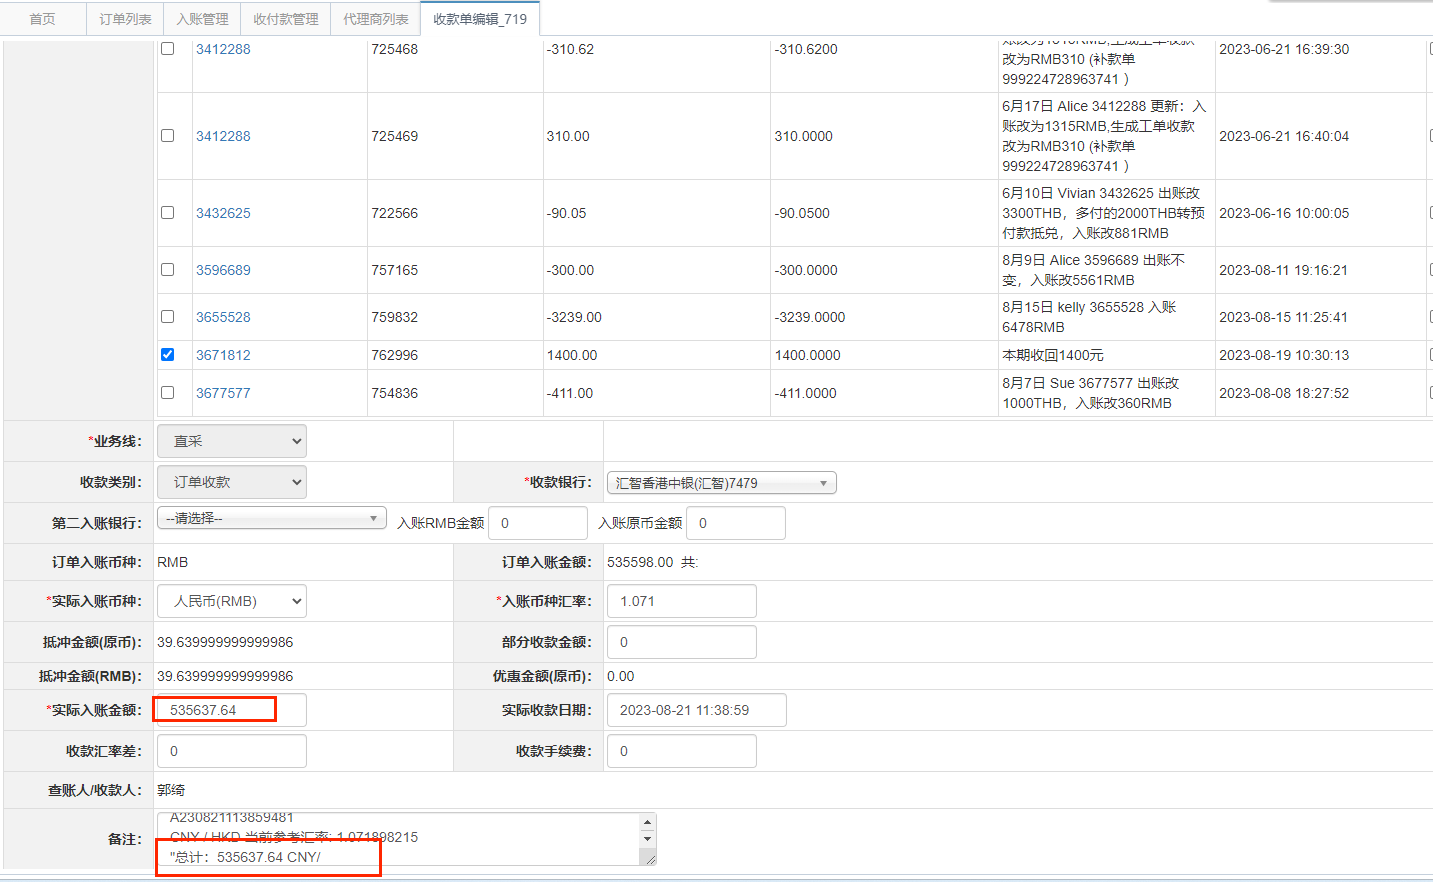 首页 订单列表 入账管理 收付款管理 代理商列表 收款单编辑_719
3412288 725468 -310.62 -310.6200 账改为1315RMB,生成工单收款 2023-06-21 16:39:30
改为RMB310 (补款单
999224728963741 )
6月17日 Alice 3412288 更新：入
3412288 725469 310.00 310.0000 账改为1315RMB,生成工单收款 2023-06-21 16:40:04
改为RMB310 (补款单
999224728963741 )
6月10日 Vivian 3432625 出账改
3432625 722566 -90.05 -90.0500 3300THB，多付的2000THB转预 2023-06-16 10:00:05
付款抵兑，入账改881RMB
3596689 757165 -300.00 -300.0000 8月9日 Alice 3596689 出账不 2023-08-11 19:16:21
变，入账改5561RMB
3655528 759832 -3239.00 -3239.0000 8月15日 kelly 3655528 入账 2023-08-15 11:25:41
6478RMB
3671812 762996 1400.00 1400.0000 本期收回1400元 2023-08-19 10:30:13
3677577 754836 -411.00 -411.0000 8月7日 Sue 3677577 出账改 2023-08-08 18:27:52
1000THB，入账改360RMB
*业务线： 直采
收款类别： 订单收款 *收款银行： 汇智香港中银(汇智)7479
第二入账银行： --请选择-- 入账RMB金额 0 入账原币金额 0
订单入账币种： RMB 订单入账金额： 535598.00 共:
*实际入账币种： 人民币(RMB) *入账币种汇率： 1.071
抵冲金额(原币)： 39.639999999999986 部分收款金额： 0
抵冲金额(RMB)： 39.639999999999986 优惠金额(原币)： 0.00
*实际入账金额： 535637.64 实际收款日期： 2023-08-21 11:38:59
收款汇率差： 0 收款手续费： 0
查账人/收款人： 郭绮
备注： A230821113859481
CNY / HKD 当前参考汇率: 1.071898215
"总计：535637.64 CNY/